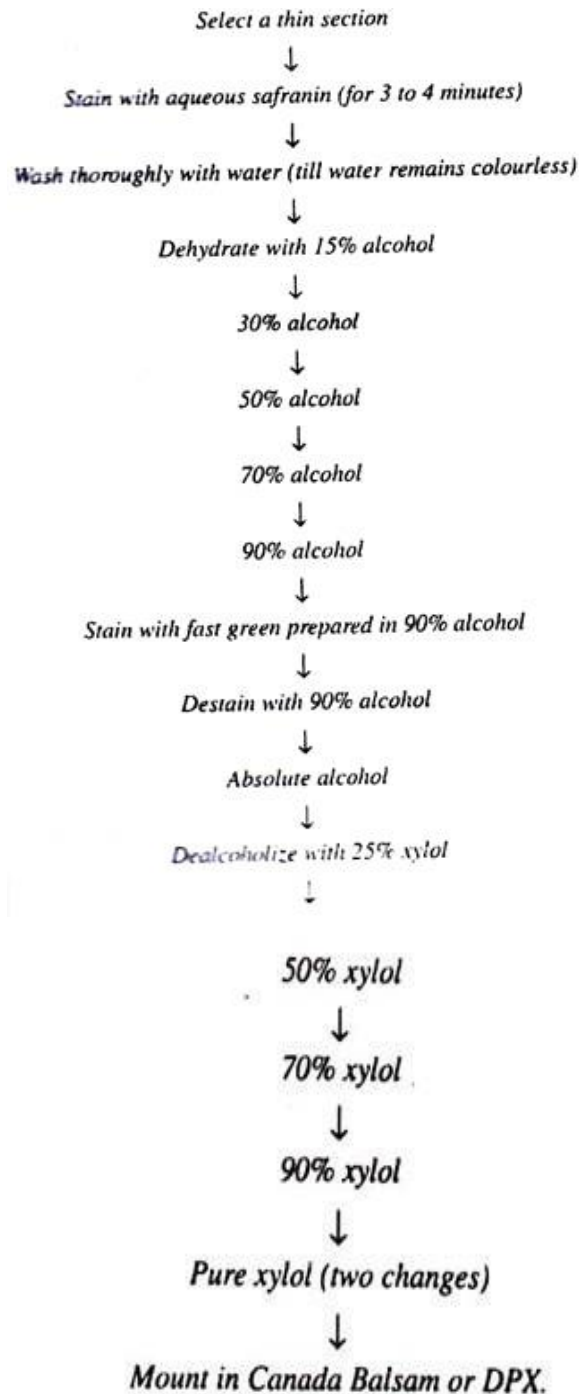 Select a thin section
↓
Stain with aqueous safranin (for 3 to 4 minutes)
↓
Wash thoroughly with water (till water remains colourless)
↓
Dehydrate with 15% alcohol
↓
30% alcohol
↓
50% alcohol
↓
70% alcohol
↓
90% alcohol
↓
Stain with fast green prepared in 90% alcohol
↓
Destain with 90% alcohol
↓
Absolute alcohol
↓
Dealcoholize with 25% xylol
↓
50% xylol
↓
70% xylol
↓
90% xylol
↓
Pure xylol (two changes)
↓
Mount in Canada Balsam or DPX.